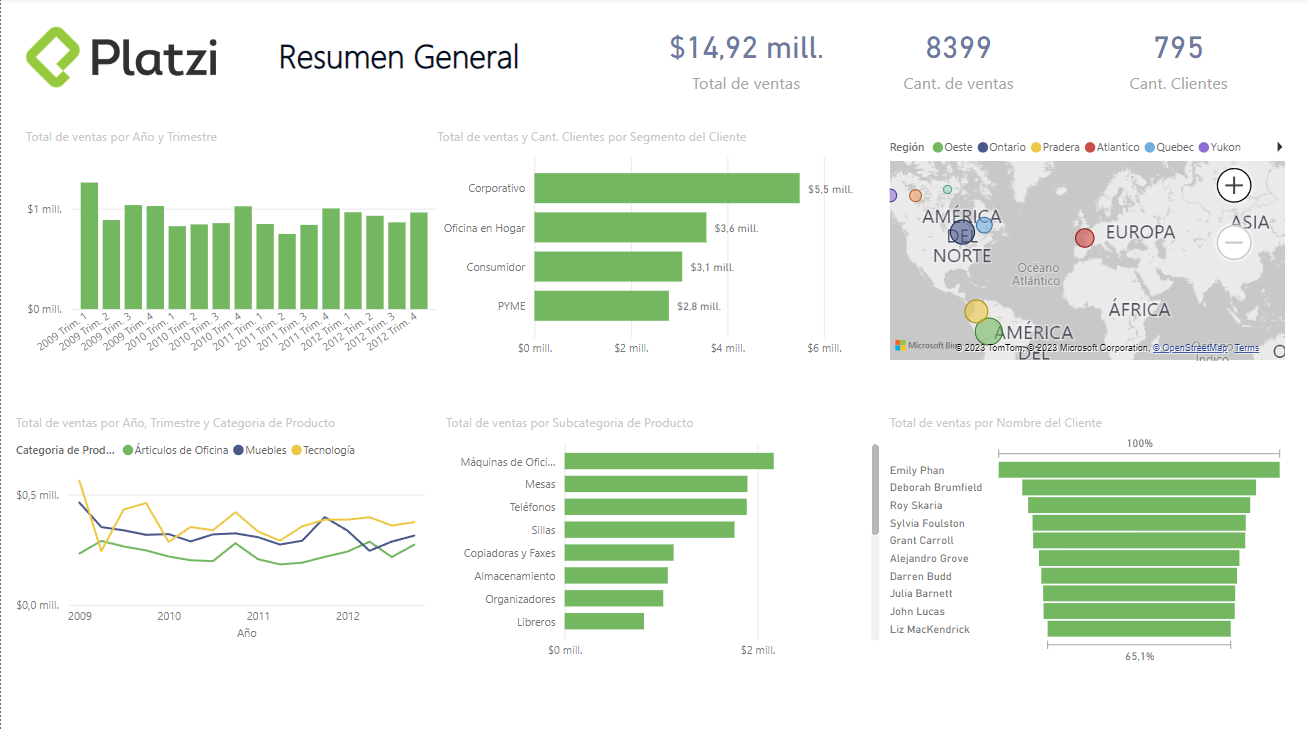 Platzi
Resumen General
$14,92 mill.
Total de ventas
8399
Cant. de ventas
795
Cant. Clientes
Total de ventas por Año y Trimestre
$1 mill.
$0 mill.
2009 Trim. 1
2009 Trim. 2
2009 Trim. 3
2009 Trim. 4
2010 Trim. 1
2010 Trim. 2
2010 Trim. 3
2010 Trim. 4
2011 Trim. 1
2011 Trim. 2
2011 Trim. 3
2011 Trim. 4
2012 Trim. 1
2012 Trim. 2
2012 Trim. 3
2012 Trim. 4
Total de ventas y Cant. Clientes por Segmento del Cliente
Corporativo
$5,5 mill.
Oficina en Hogar
$3,6 mill.
Consumidor
$3,1 mill.
PYME
$2,8 mill.
$0 mill.
$2 mill.
$4 mill.
$6 mill.
Región Oeste Ontario Pradera Atlantico Quebec Yukon
AMÉRICA
DEL
NORTE
EUROPA
ASIA
Océano
Atlántico
ÁFRICA
AMÉRICA
DEL
Océano
Índico
O
Microsoft Bing
© 2023 TomTom, © 2023 Microsoft Corporation, © OpenStreetMap Terms
Total de ventas por Año, Trimestre y Categoria de Producto
Categoria de Prod... Árticulos de Oficina Muebles Tecnología
$0,5 mill.
$0,0 mill.
2009
2010
2011
2012
Año
Total de ventas por Subcategoria de Producto
Máquinas de Ofici...
Mesas
Teléfonos
Sillas
Copiadoras y Faxes
Almacenamiento
Organizadores
Libreros
$0 mill.
$2 mill.
Total de ventas por Nombre del Cliente
100%
Emily Phan
Deborah Brumfield
Roy Skaria
Sylvia Foulston
Grant Carroll
Alejandro Grove
Darren Budd
Julia Barnett
John Lucas
Liz MacKendrick
65,1%